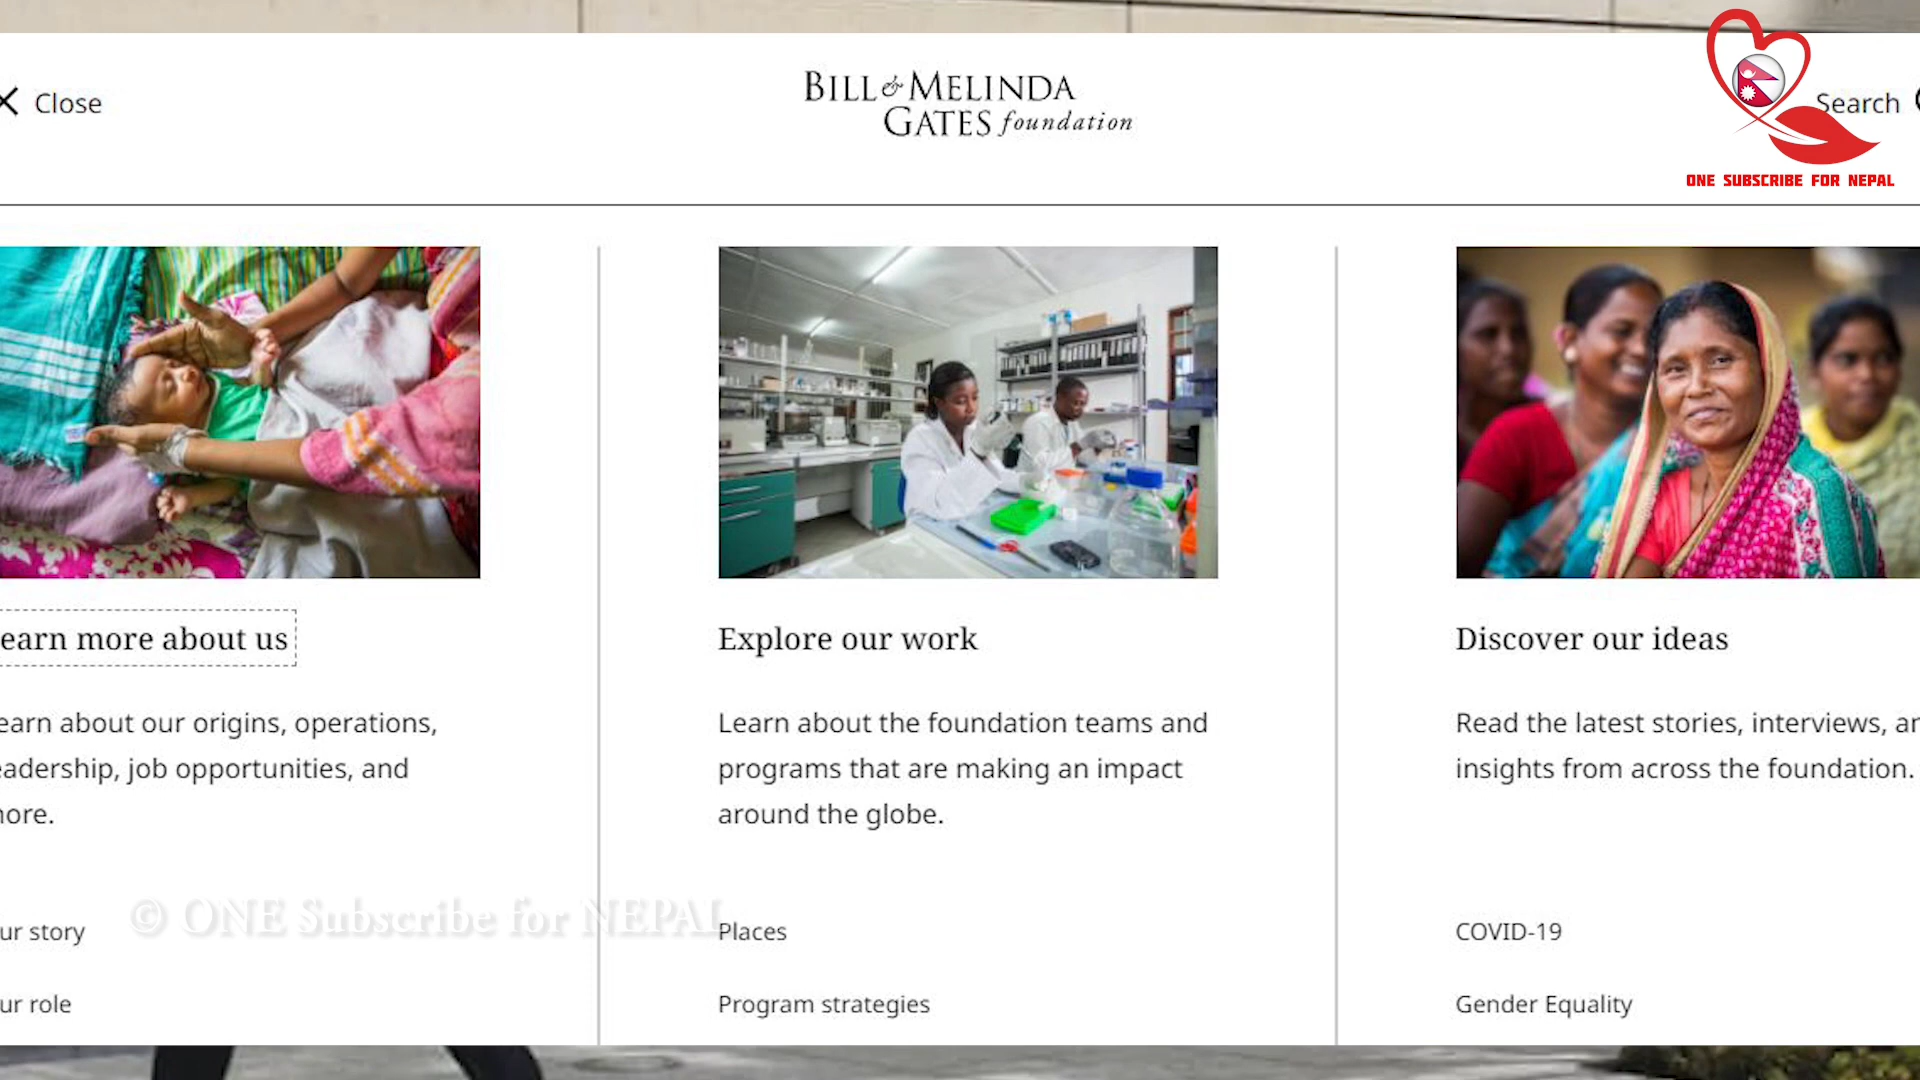 Close
BILL & MELINDA
GATES foundation
Search
ONE SUBSCRIBE FOR NEPAL
earn more about us
earn about our origins, operations,
eadership, job opportunities, and
ore.
ur story
ur role
Explore our work
Learn about the foundation teams and
programs that are making an impact
around the globe.
Places
Program strategies
Discover our ideas
Read the latest stories, interviews, an
insights from across the foundation.
COVID-19
Gender Equality
© ONE Subscribe for NEPAL